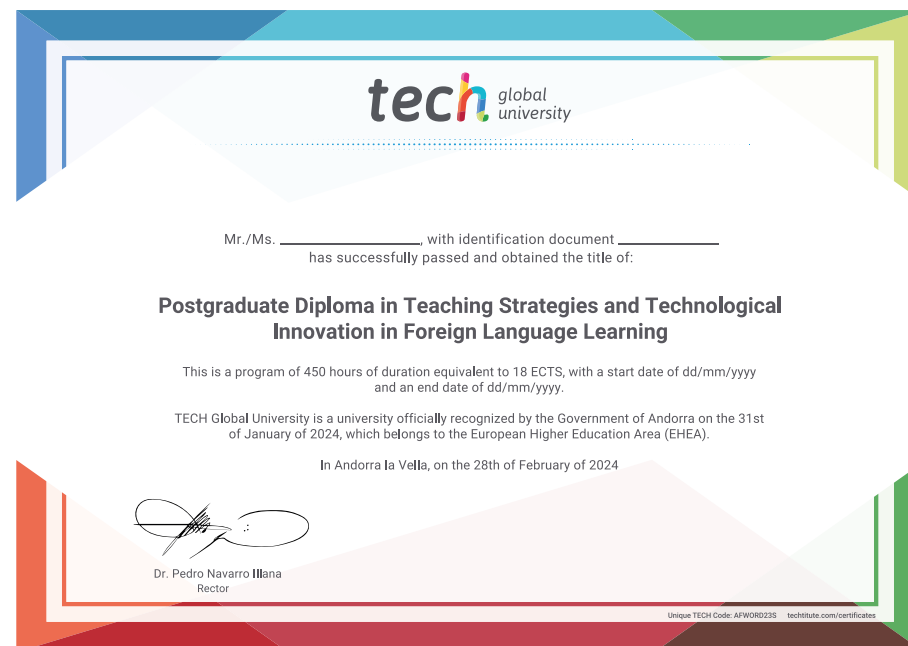 tech global university
Mr./Ms. ____________, with identification document ____________
has successfully passed and obtained the title of:
Postgraduate Diploma in Teaching Strategies and Technological
Innovation in Foreign Language Learning
This is a program of 450 hours of duration equivalent to 18 ECTS, with a start date of dd/mm/yyyy
and an end date of dd/mm/yyyy.
TECH Global University is a university officially recognized by the Government of Andorra on the 31st
of January of 2024, which belongs to the European Higher Education Area (EHEA).
In Andorra la Vella, on the 28th of February of 2024
Dr. Pedro Navarro Illana
Rector
Unique TECH Code: AFWORD23S techtitute.com/certificates